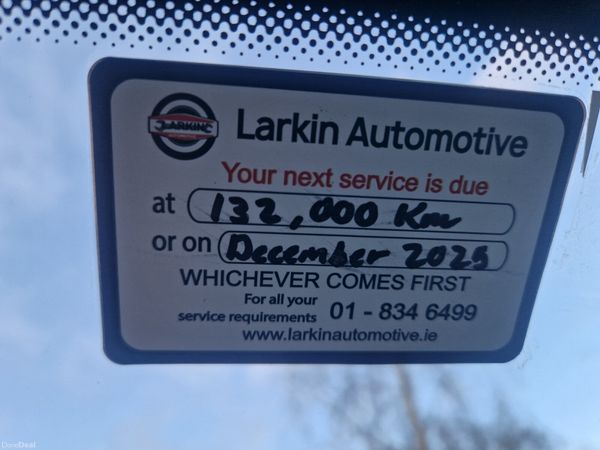 LARKINS
AUTOMOTIVE
Larkin Automotive
Your next service is due
at 132,000 Km
or on December 2025
WHICHEVER COMES FIRST
For all your
service requirements 01 - 834 6499
www.larkinautomotive.ie
DoneDeal